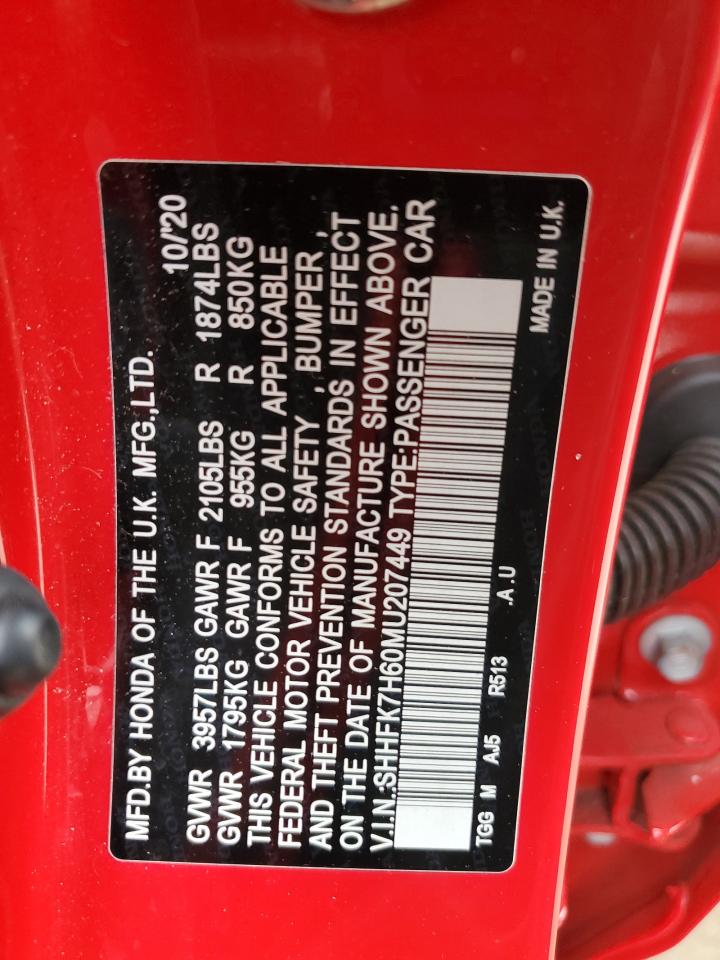 MFD.BY HONDA OF THE U.K. MFG.,LTD. 10/'20
GVWR 3957LBS GAWR F 2105LBS R 1874LBS
GVWR 1795KG GAWR F 955KG R 850KG
THIS VEHICLE CONFORMS TO ALL APPLICABLE
FEDERAL MOTOR VEHICLE SAFETY , BUMPER ,
AND THEFT PREVENTION STANDARDS IN EFFECT
ON THE DATE OF MANUFACTURE SHOWN ABOVE.
V.I.N.:SHHFK7H60MU207449 TYPE:PASSENGER CAR
TGG M AJ5 R513 .A.U
MADE IN U.K.